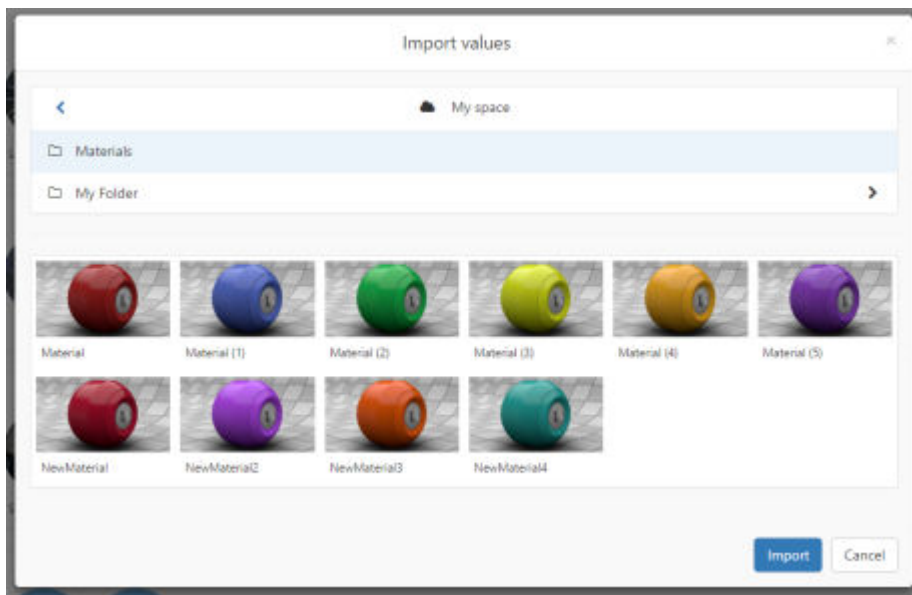 Import values
×
My space
Materials
My Folder
Material
Material (1)
Material (2)
Material (3)
Material (4)
Material (5)
NewMaterial
NewMaterial2
NewMaterial3
NewMaterial4
Import
Cancel